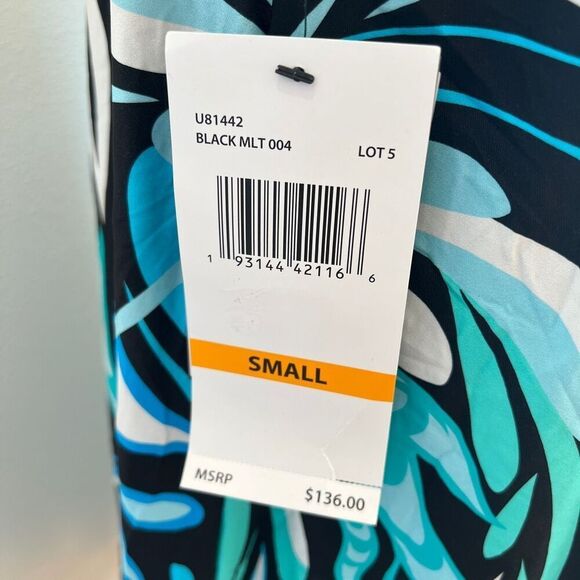 U81442
BLACK MLT 004 LOT 5
1 93144 42116 6
SMALL
MSRP
$136.00